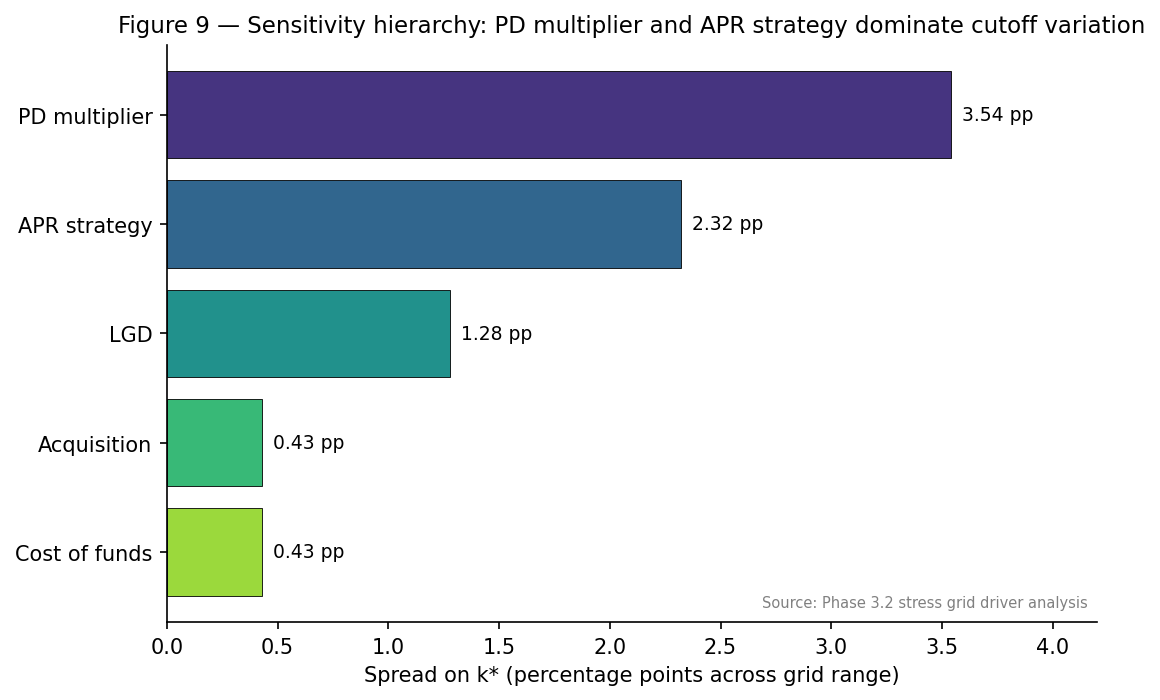 Figure 9 — Sensitivity hierarchy: PD multiplier and APR strategy dominate cutoff variation
PD multiplier
3.54 pp
APR strategy
2.32 pp
LGD
1.28 pp
Acquisition
0.43 pp
Cost of funds
0.43 pp
Source: Phase 3.2 stress grid driver analysis
0.0 0.5 1.0 1.5 2.0 2.5 3.0 3.5 4.0
Spread on k* (percentage points across grid range)